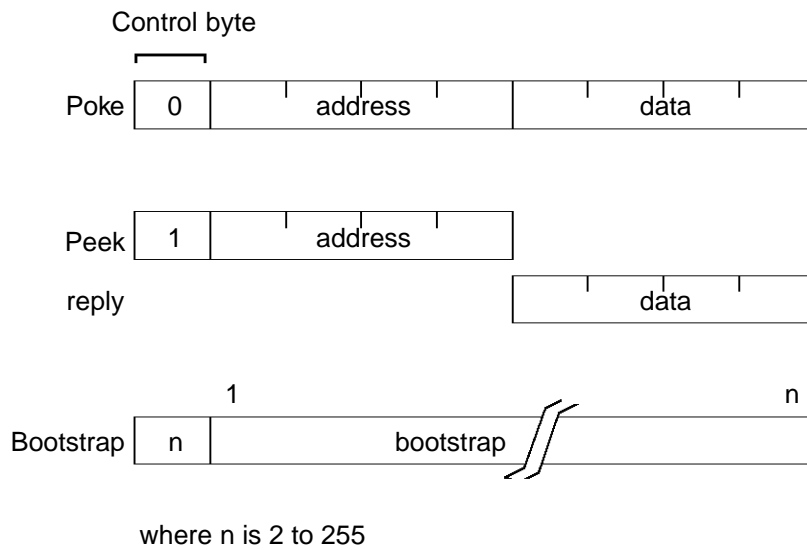 Control byte
Poke 0 address data
Peek 1 address
reply data
1 n
Bootstrap n bootstrap
where n is 2 to 255